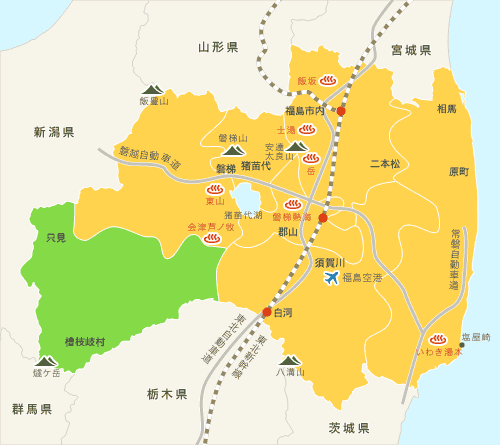 山形県
宮城県
飯坂
飯豊山
福島市内
相馬
新潟県
土湯
磐梯山
安達
太良山
磐越自動車道
猪苗代
岳
二本松
磐梯
原町
東山
猪苗代湖
磐梯熱海
会津芦ノ牧
只見
郡山
常磐自動車道
須賀川
福島空港
白河
東北自動車道
東北新幹線
塩屋崎
檜枝岐村
いわき湯本
燧ケ岳
八溝山
栃木県
群馬県
茨城県